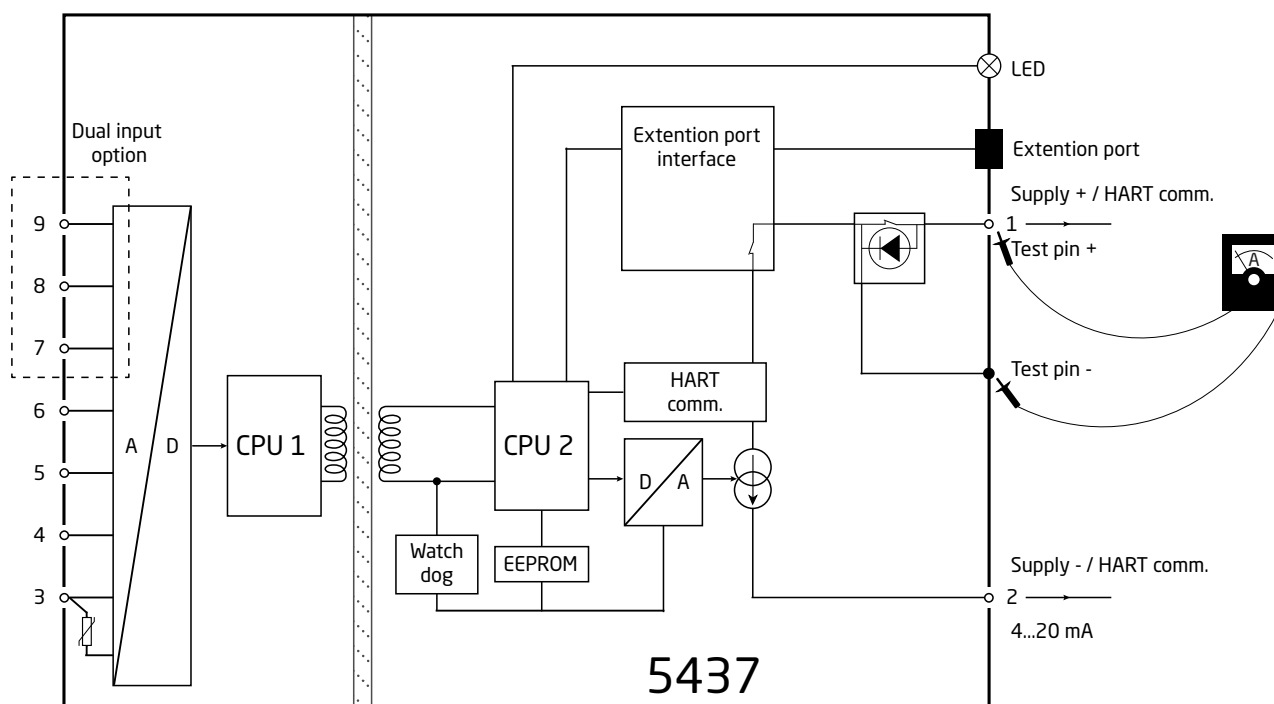 LED
Dual input
option
Extention port
interface
Extention port
Supply + / HART comm.
9
1
Test pin +
A
8
7
Test pin -
HART
comm.
6
A
D
CPU 1
CPU 2
5
D
A
4
Watch
dog
EEPROM
Supply - / HART comm.
3
2
4...20 mA
5437